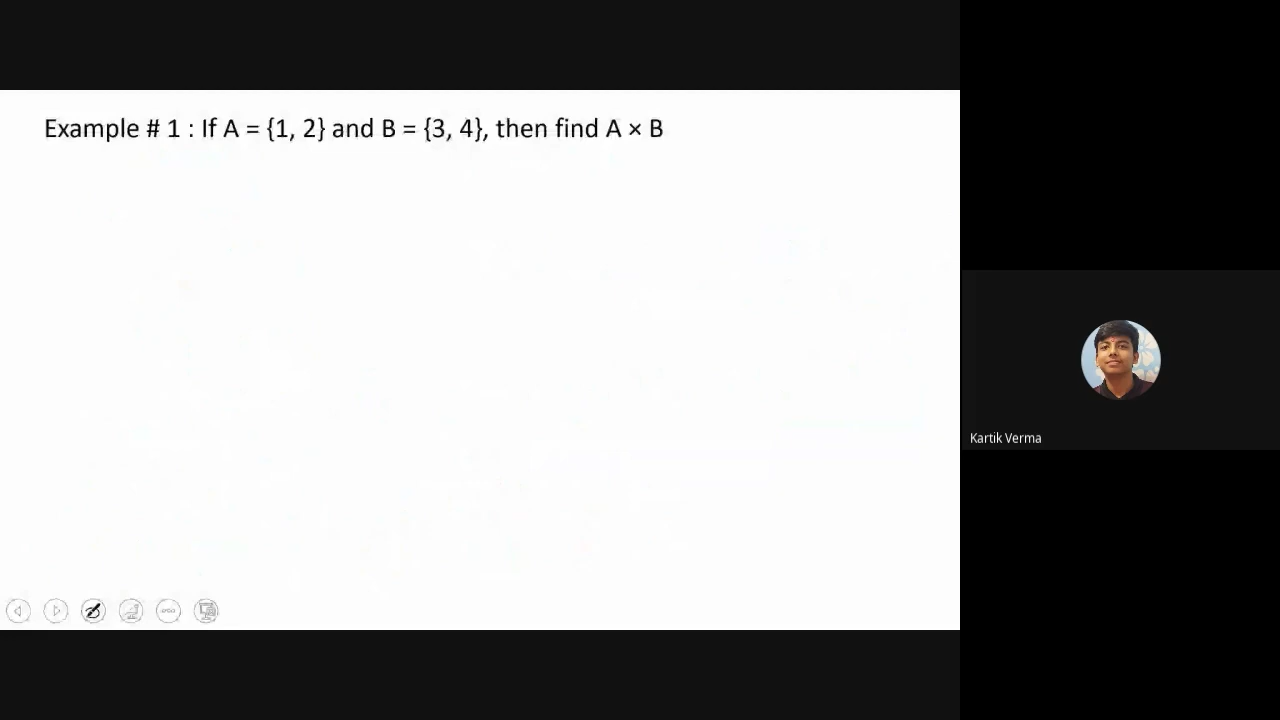 Example # 1 : If A = {1, 2} and B = {3, 4}, then find A × B
Kartik Verma